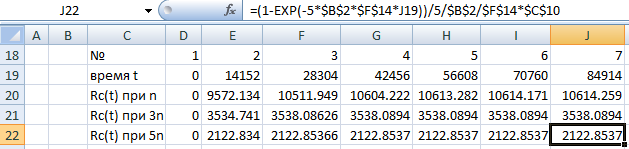 J22 =(1-EXP(-5*$B$2*$F$14*J19))/5/$B$2/$F$14*$C$10
A B C D E F G H I J
18 № 1 2 3 4 5 6 7
19 время t 0 14152 28304 42456 56608 70760 84914
20 Rc(t) при n 0 9572.134 10511.949 10604.222 10613.282 10614.171 10614.259
21 Rc(t) при 3n 0 3534.741 3538.08626 3538.0894 3538.0894 3538.0894 3538.0894
22 Rc(t) при 5n 0 2122.834 2122.85366 2122.8537 2122.8537 2122.8537 2122.8537